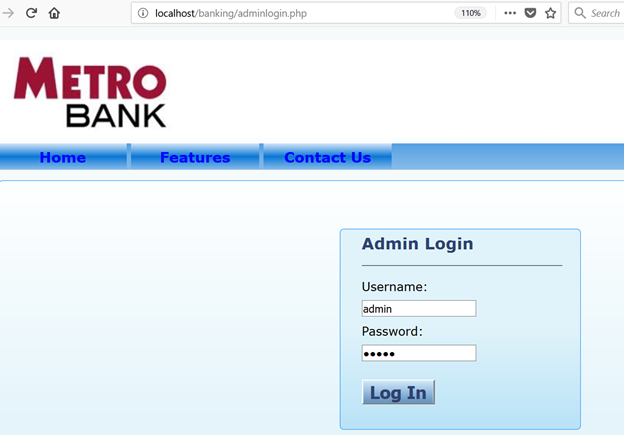 localhost/banking/adminlogin.php 110% Search
METRO
BANK
Home Features Contact Us
Admin Login
Username:
admin
Password:
•••••
Log In